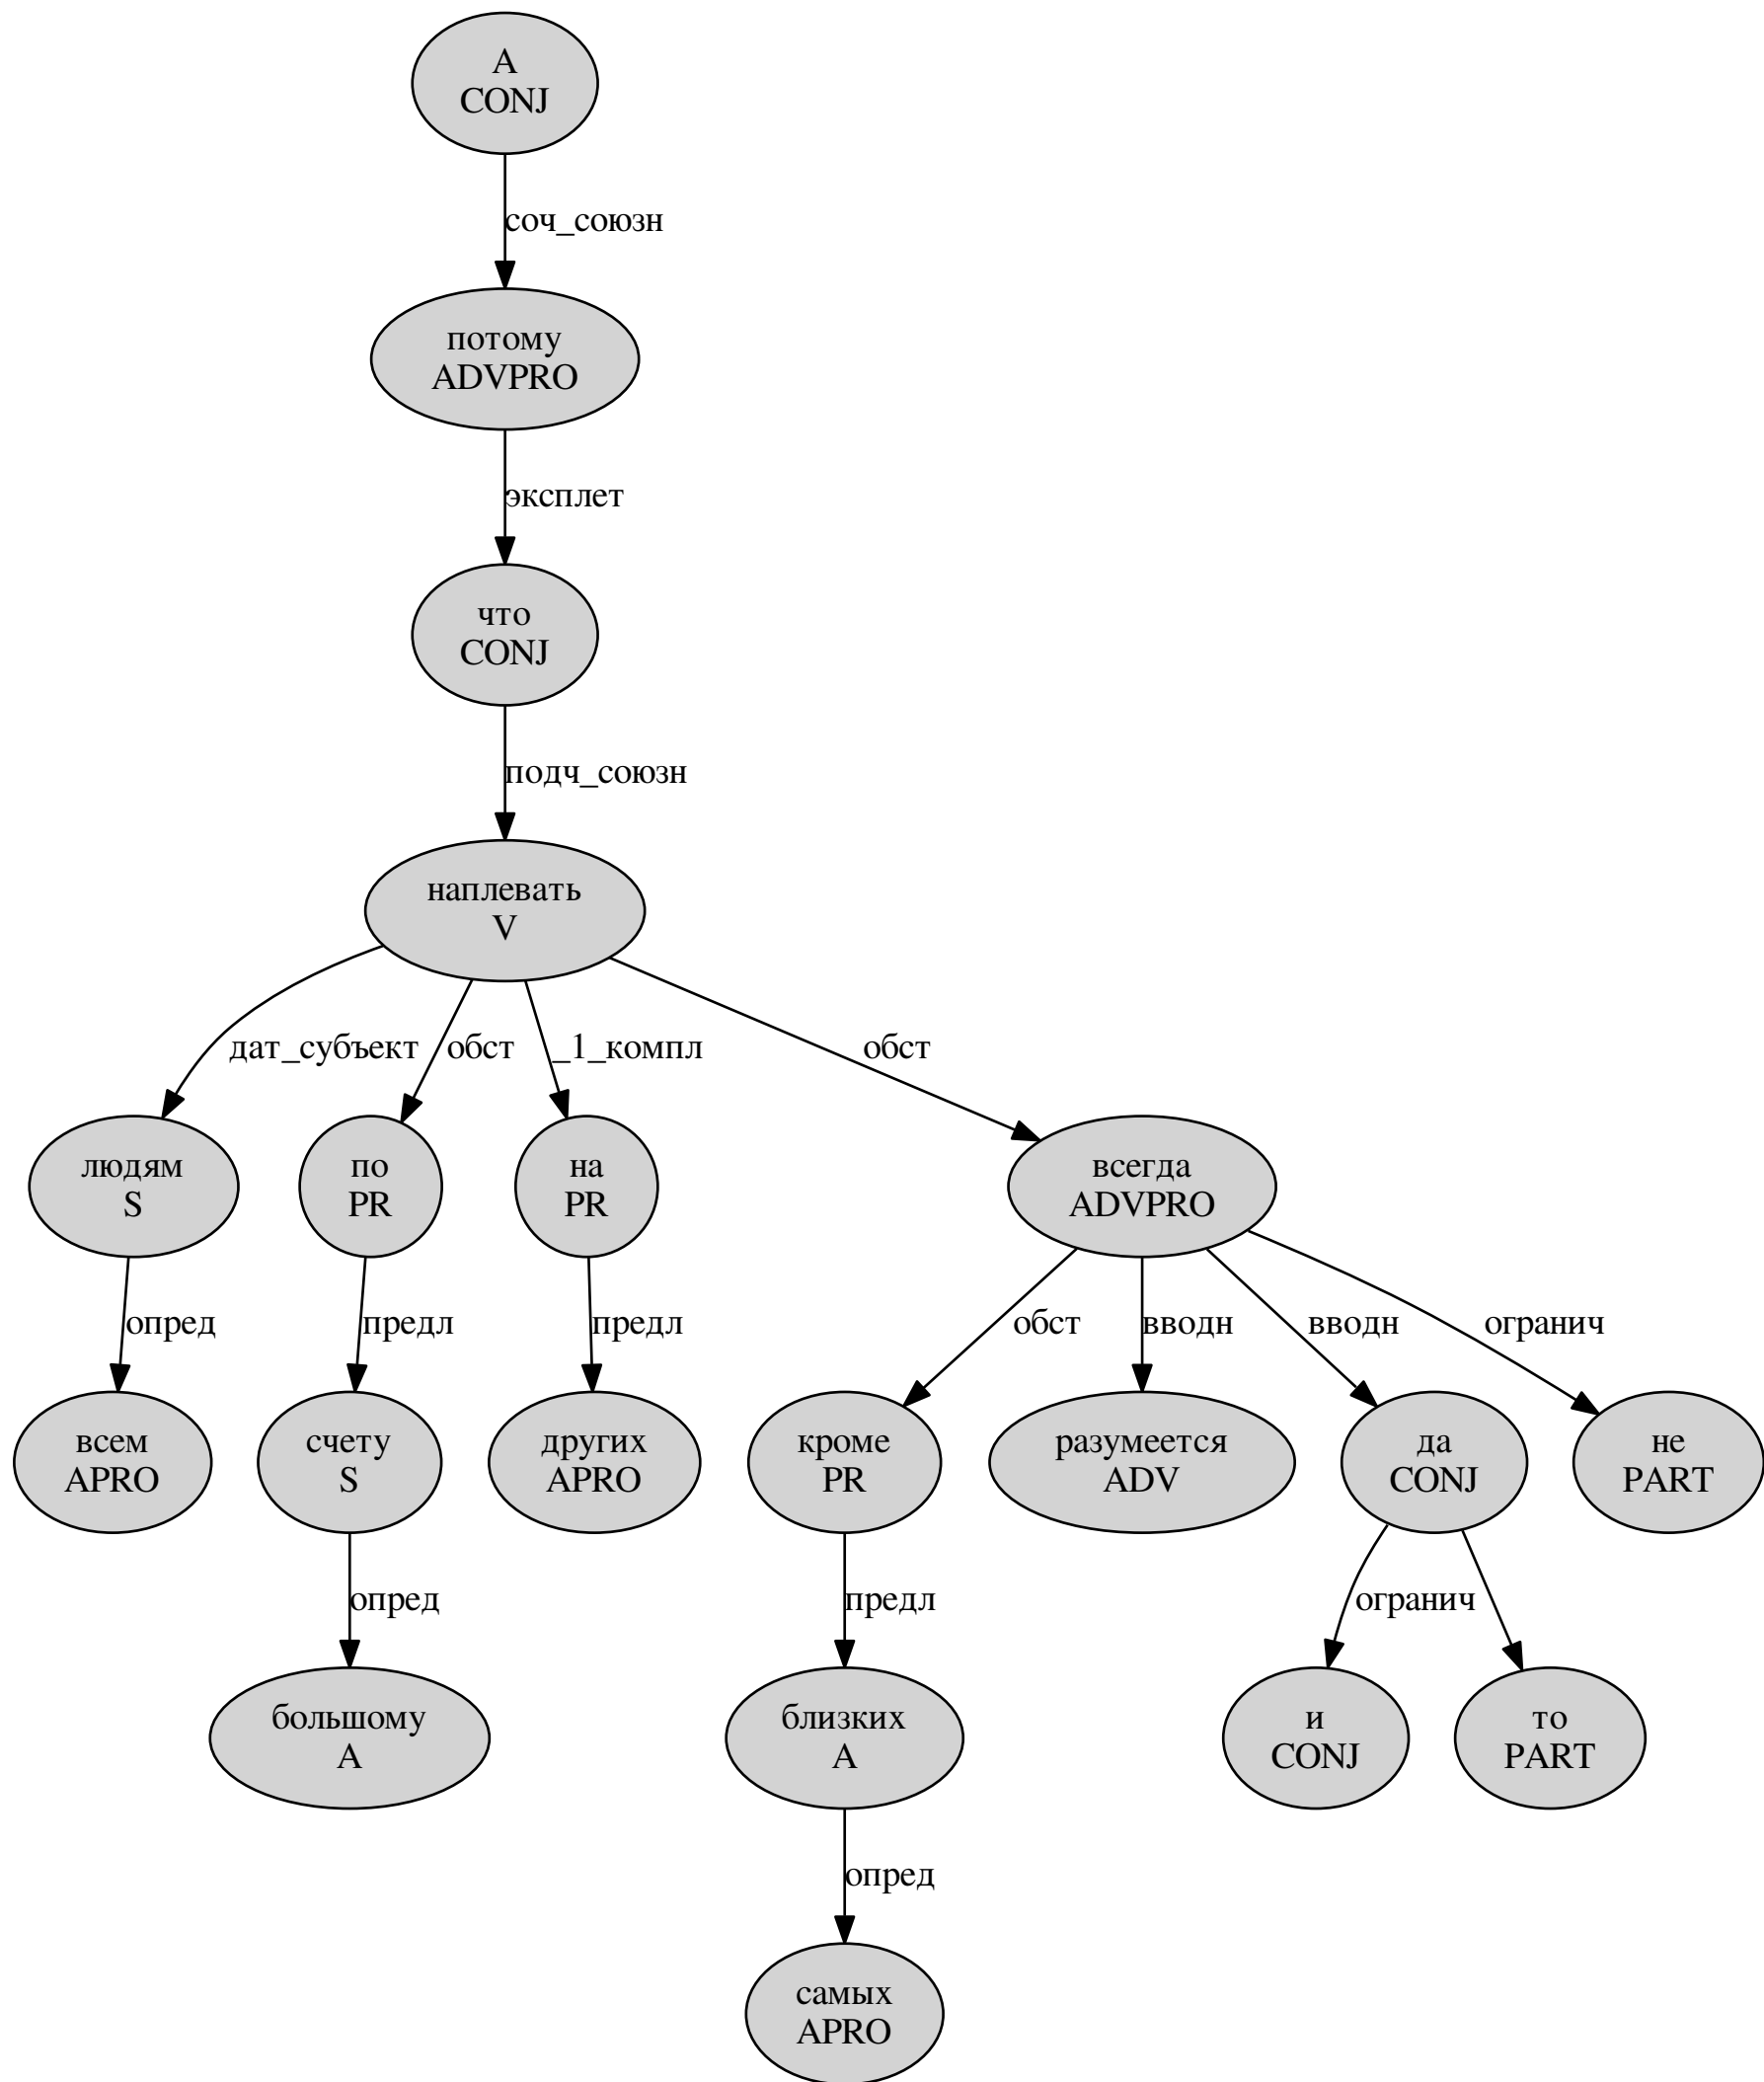 А
CONJ
соч_союзн
потому
ADVPRO
эксплет
что
CONJ
подч_союзн
наплевать
V
дат_субъект
обст
_1_компл
обст
людям
S
по
PR
на
PR
всегда
ADVPRO
опред
предл
предл
обст
вводн
вводн
огранич
всем
APRO
счету
S
других
APRO
кроме
PR
разумеется
ADV
да
CONJ
не
PART
опред
предл
огранич
большому
A
близких
A
и
CONJ
то
PART
опред
самых
APRO